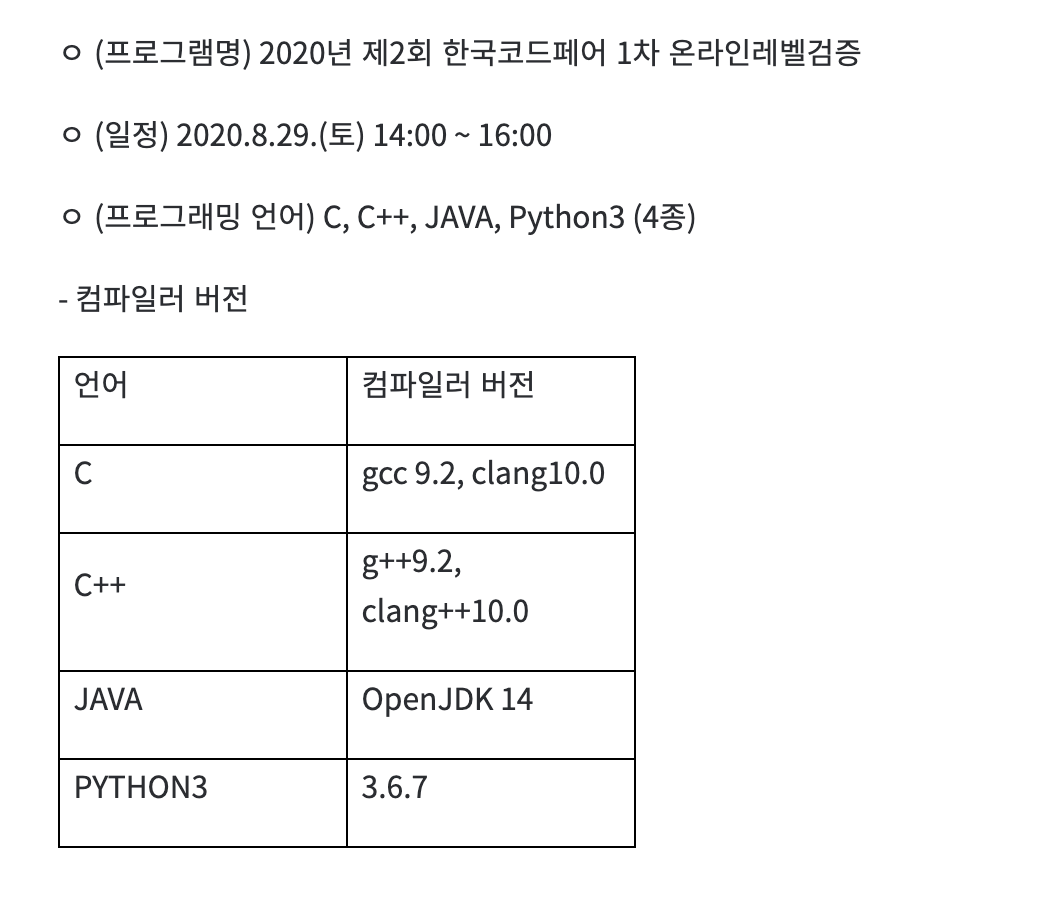 ㅇ (프로그램명) 2020년 제2회 한국코드페어 1차 온라인레벨검증
ㅇ (일정) 2020.8.29.(토) 14:00 ~ 16:00
ㅇ (프로그래밍 언어) C, C++, JAVA, Python3 (4종)
- 컴파일러 버전
언어 컴파일러 버전
C gcc 9.2, clang10.0
C++ g++9.2,
clang++10.0
JAVA OpenJDK 14
PYTHON3 3.6.7